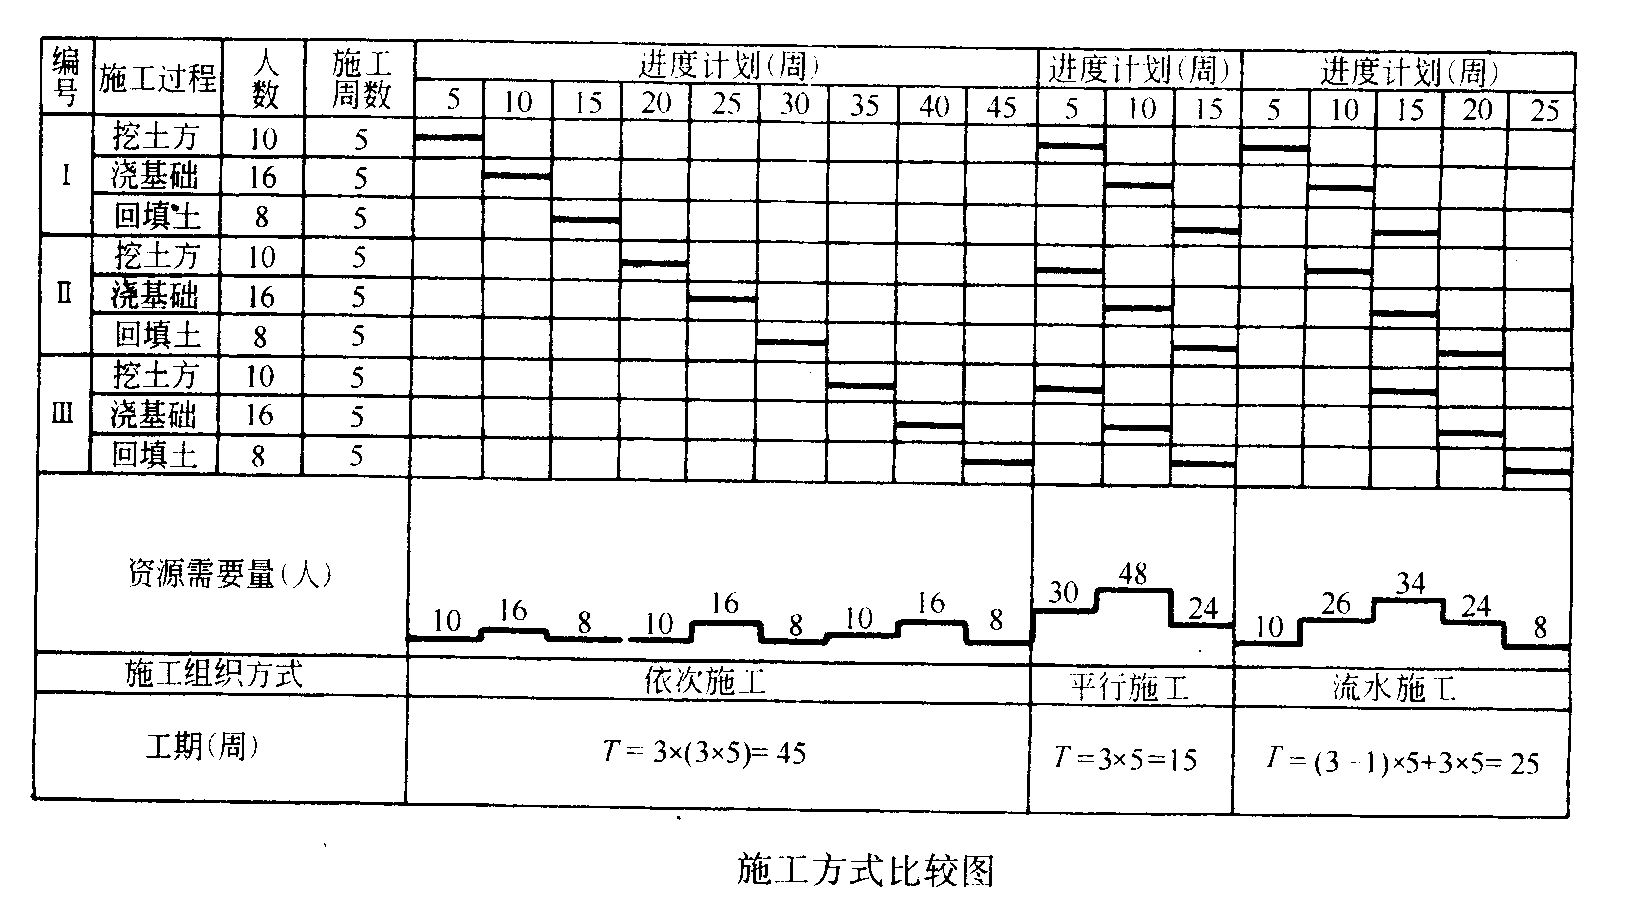 编号 施工过程 人数 施工周数 进度计划(周) 进度计划(周) 进度计划(周)
5 10 15 20 25 30 35 40 45 5 10 15 5 10 15 20 25
Ⅰ 挖土方 10 5
浇基础 16 5
回填土 8 5
Ⅱ 挖土方 10 5
浇基础 16 5
回填土 8 5
Ⅲ 挖土方 10 5
浇基础 16 5
回填土 8 5
资源需要量(人) 10 16 8 10 16 8 10 16 8 30 48 24 10 26 34 24 8
施工组织方式 依次施工 平行施工 流水施工
工期(周) T=3×(3×5)=45 T=3×5=15 T=(3-1)×5+3×5=25
施工方式比较图